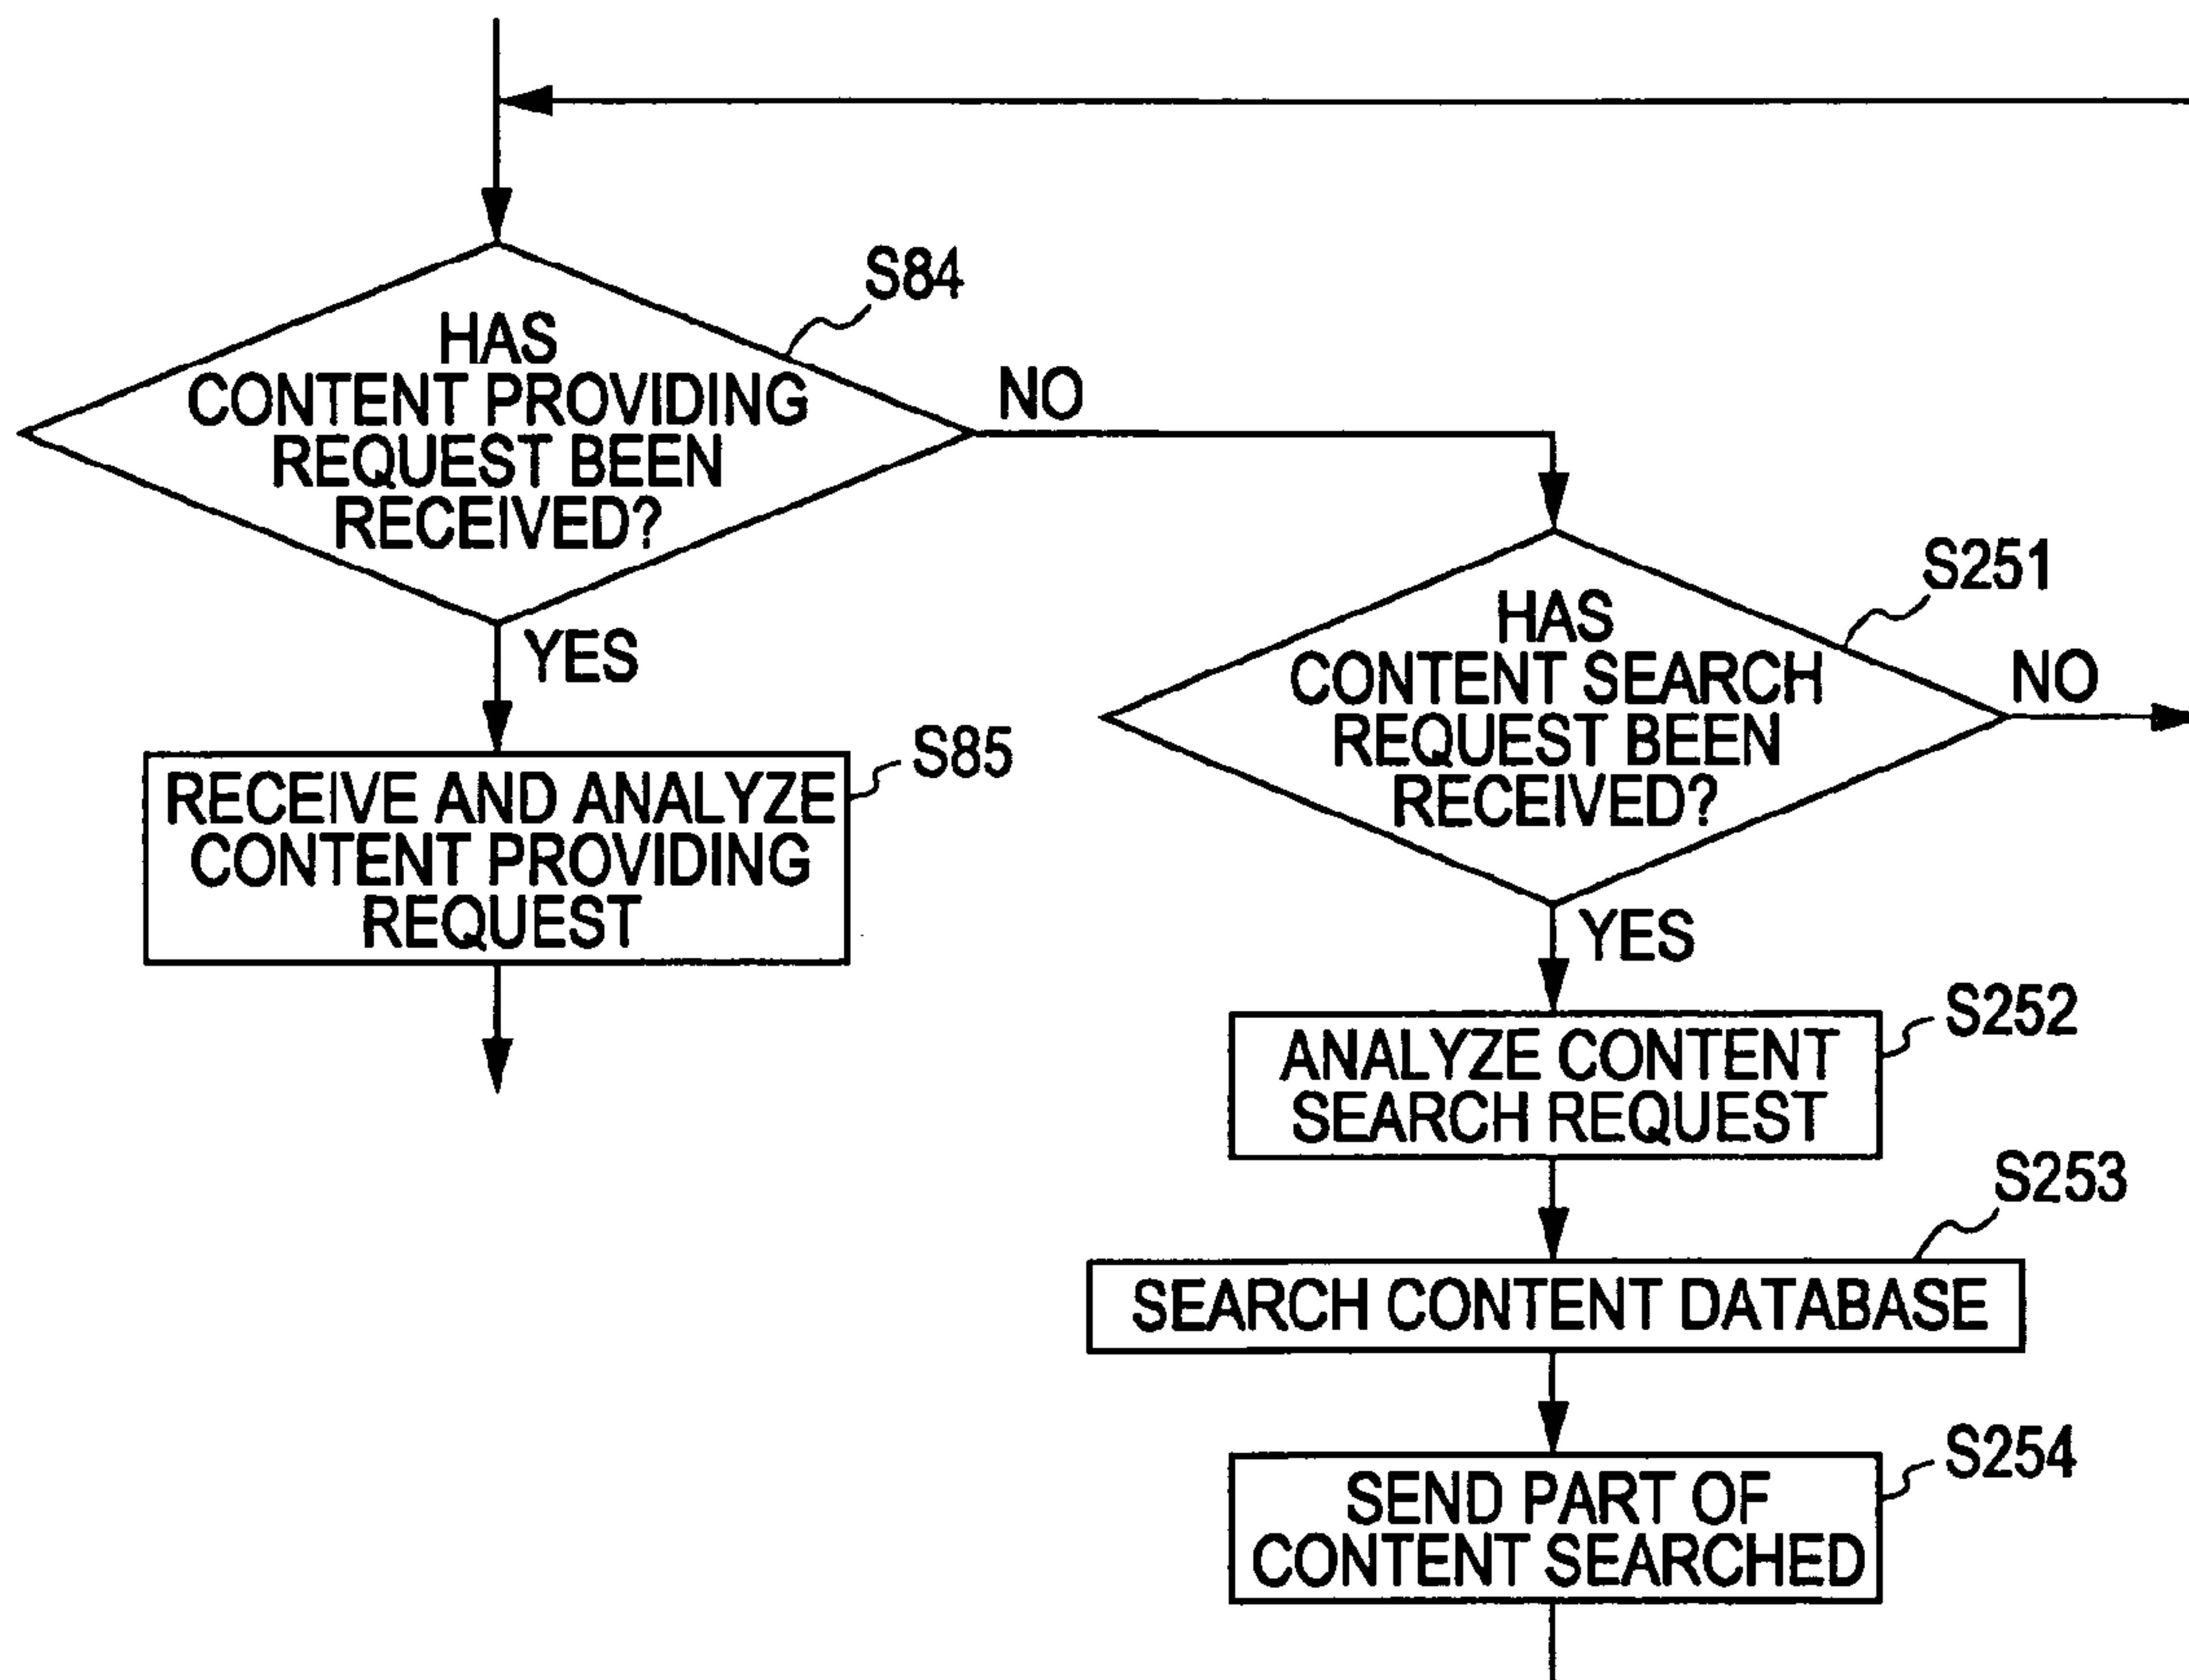 S84
HAS
CONTENT PROVIDING
REQUEST BEEN
RECEIVED?
NO
YES
S85
RECEIVE AND ANALYZE
CONTENT PROVIDING
REQUEST
S251
HAS
CONTENT SEARCH
REQUEST BEEN
RECEIVED?
NO
YES
S252
ANALYZE CONTENT
SEARCH REQUEST
S253
SEARCH CONTENT DATABASE
S254
SEND PART OF
CONTENT SEARCHED